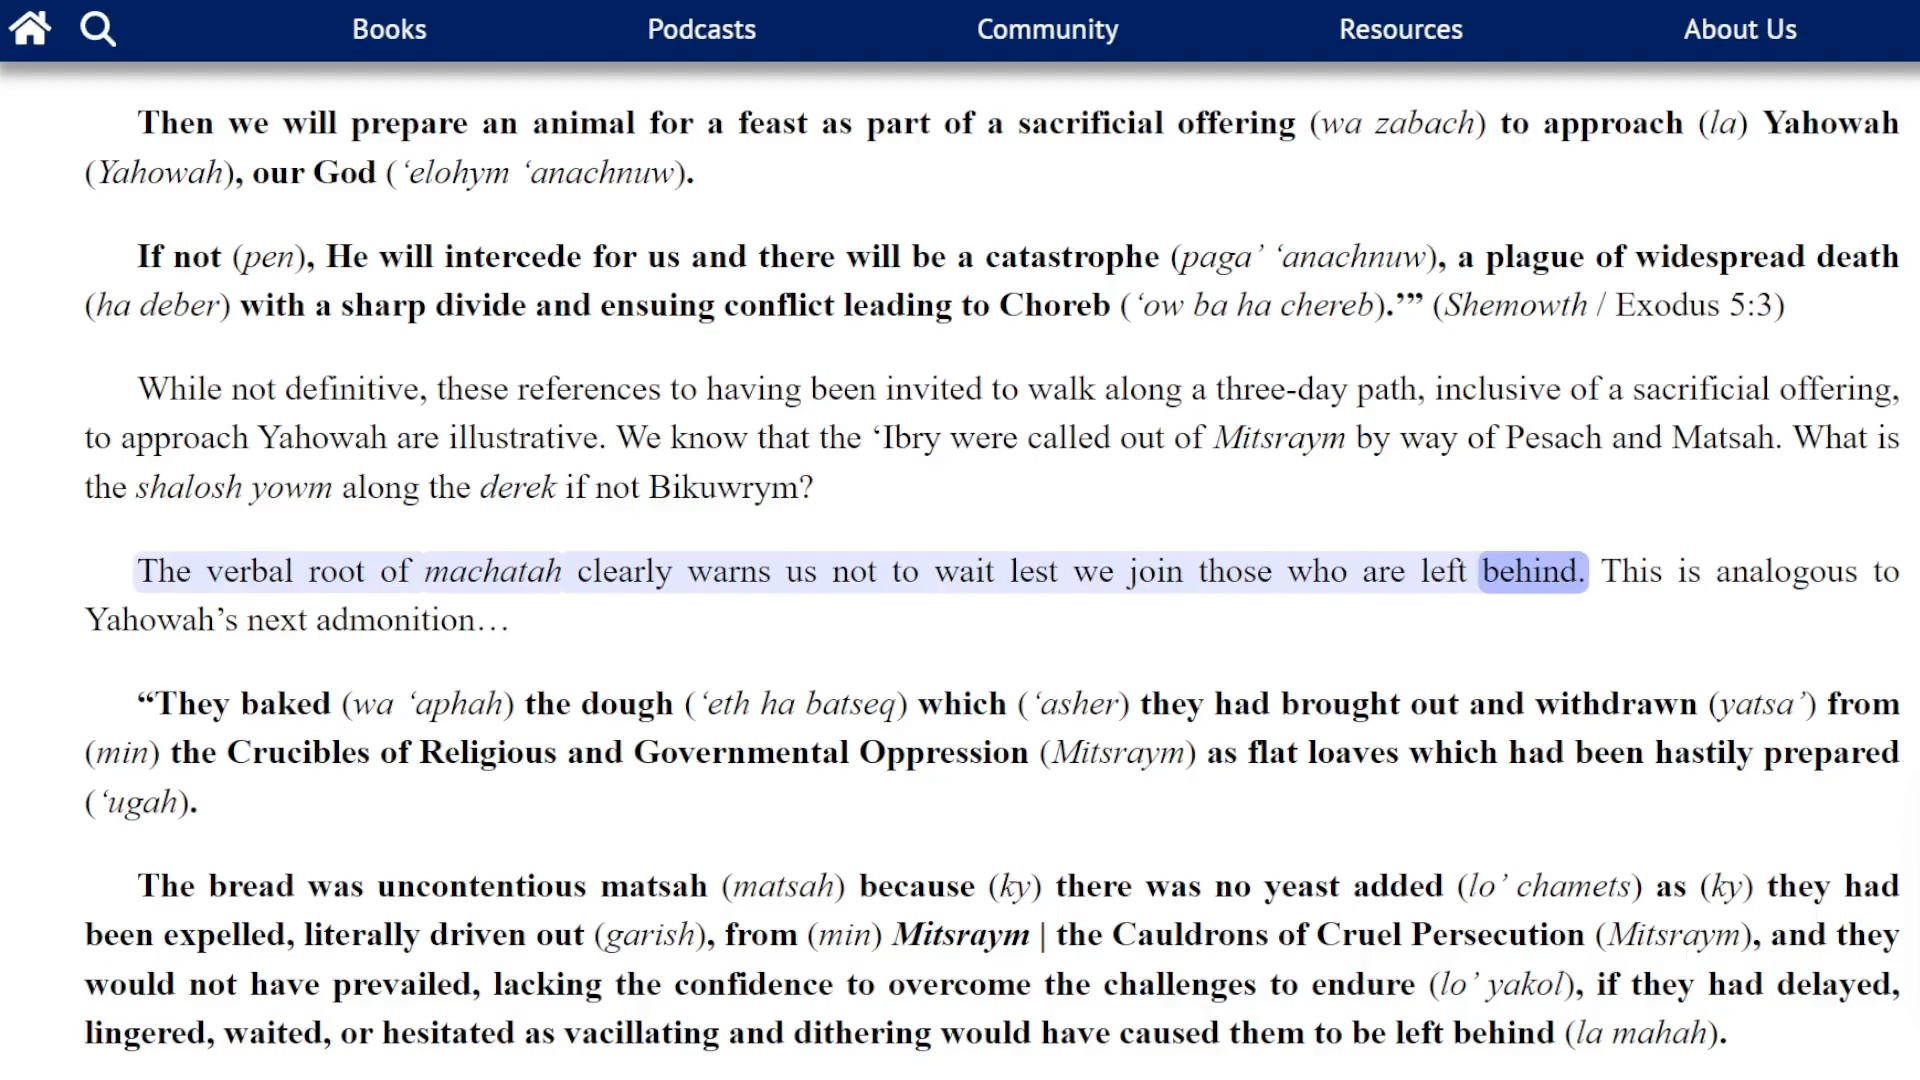 Books Podcasts Community Resources About Us
Then we will prepare an animal for a feast as part of a sacrificial offering (wa zabach) to approach (la) Yahowah
(Yahowah), our God (‘elohym ‘anachnuw).
If not (pen), He will intercede for us and there will be a catastrophe (paga’ ‘anachnuw), a plague of widespread death
(ha deber) with a sharp divide and ensuing conflict leading to Choreb (‘ow ba ha chereb).’” (Shemowth / Exodus 5:3)
While not definitive, these references to having been invited to walk along a three-day path, inclusive of a sacrificial offering,
to approach Yahowah are illustrative. We know that the ‘Ibry were called out of Mitsraym by way of Pesach and Matsah. What is
the shalosh yowm along the derek if not Bikuwrym?
The verbal root of machatah clearly warns us not to wait lest we join those who are left behind. This is analogous to
Yahowah’s next admonition…
“They baked (wa ‘aphah) the dough (‘eth ha batseq) which (‘asher) they had brought out and withdrawn (yatsa’) from
(min) the Crucibles of Religious and Governmental Oppression (Mitsraym) as flat loaves which had been hastily prepared
(‘ugah).
The bread was uncontentious matsah (matsah) because (ky) there was no yeast added (lo’ chamets) as (ky) they had
been expelled, literally driven out (garish), from (min) Mitsraym | the Cauldrons of Cruel Persecution (Mitsraym), and they
would not have prevailed, lacking the confidence to overcome the challenges to endure (lo’ yakol), if they had delayed,
lingered, waited, or hesitated as vacillating and dithering would have caused them to be left behind (la mahah).